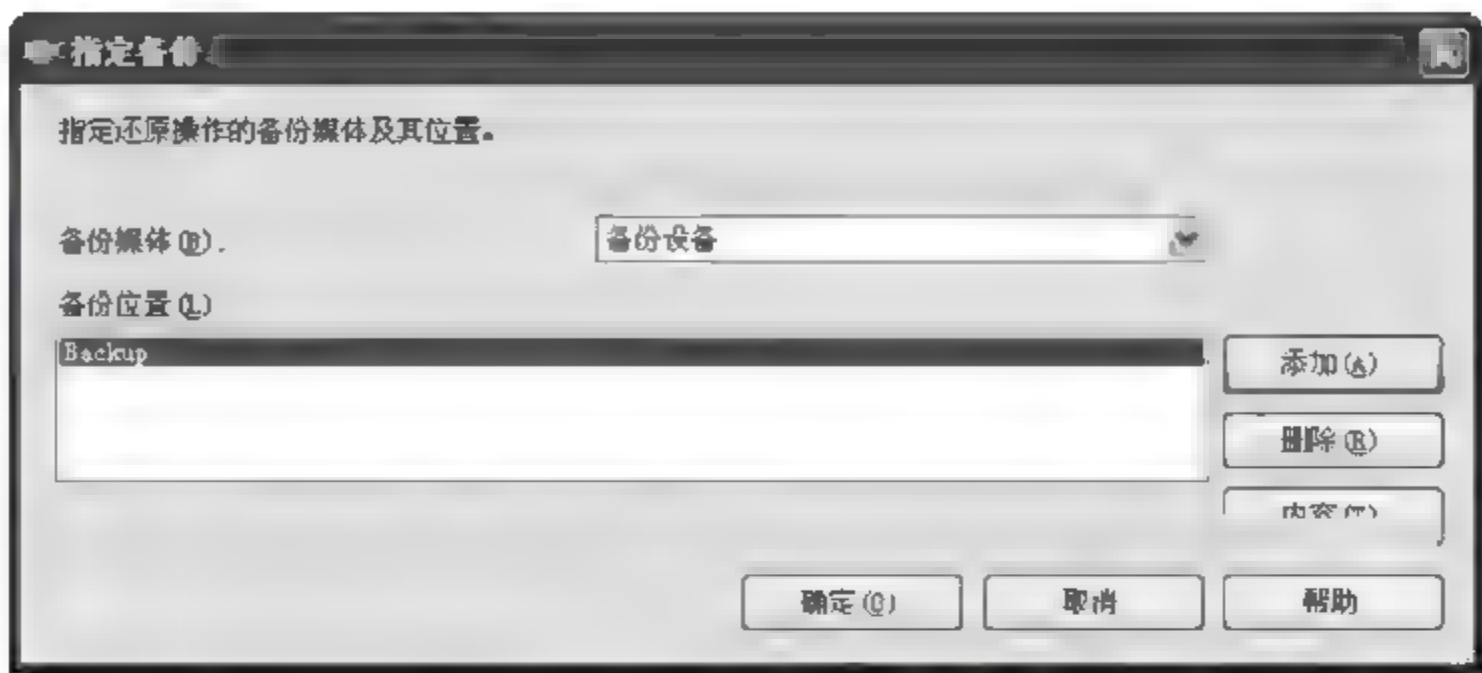 指定备份
指定还原操作的备份媒体及其位置。
备份媒体(B).
备份设备
备份位置(L)
Backup
添加(A)
删除(R)
内容(T)
确定(O)
取消
帮助